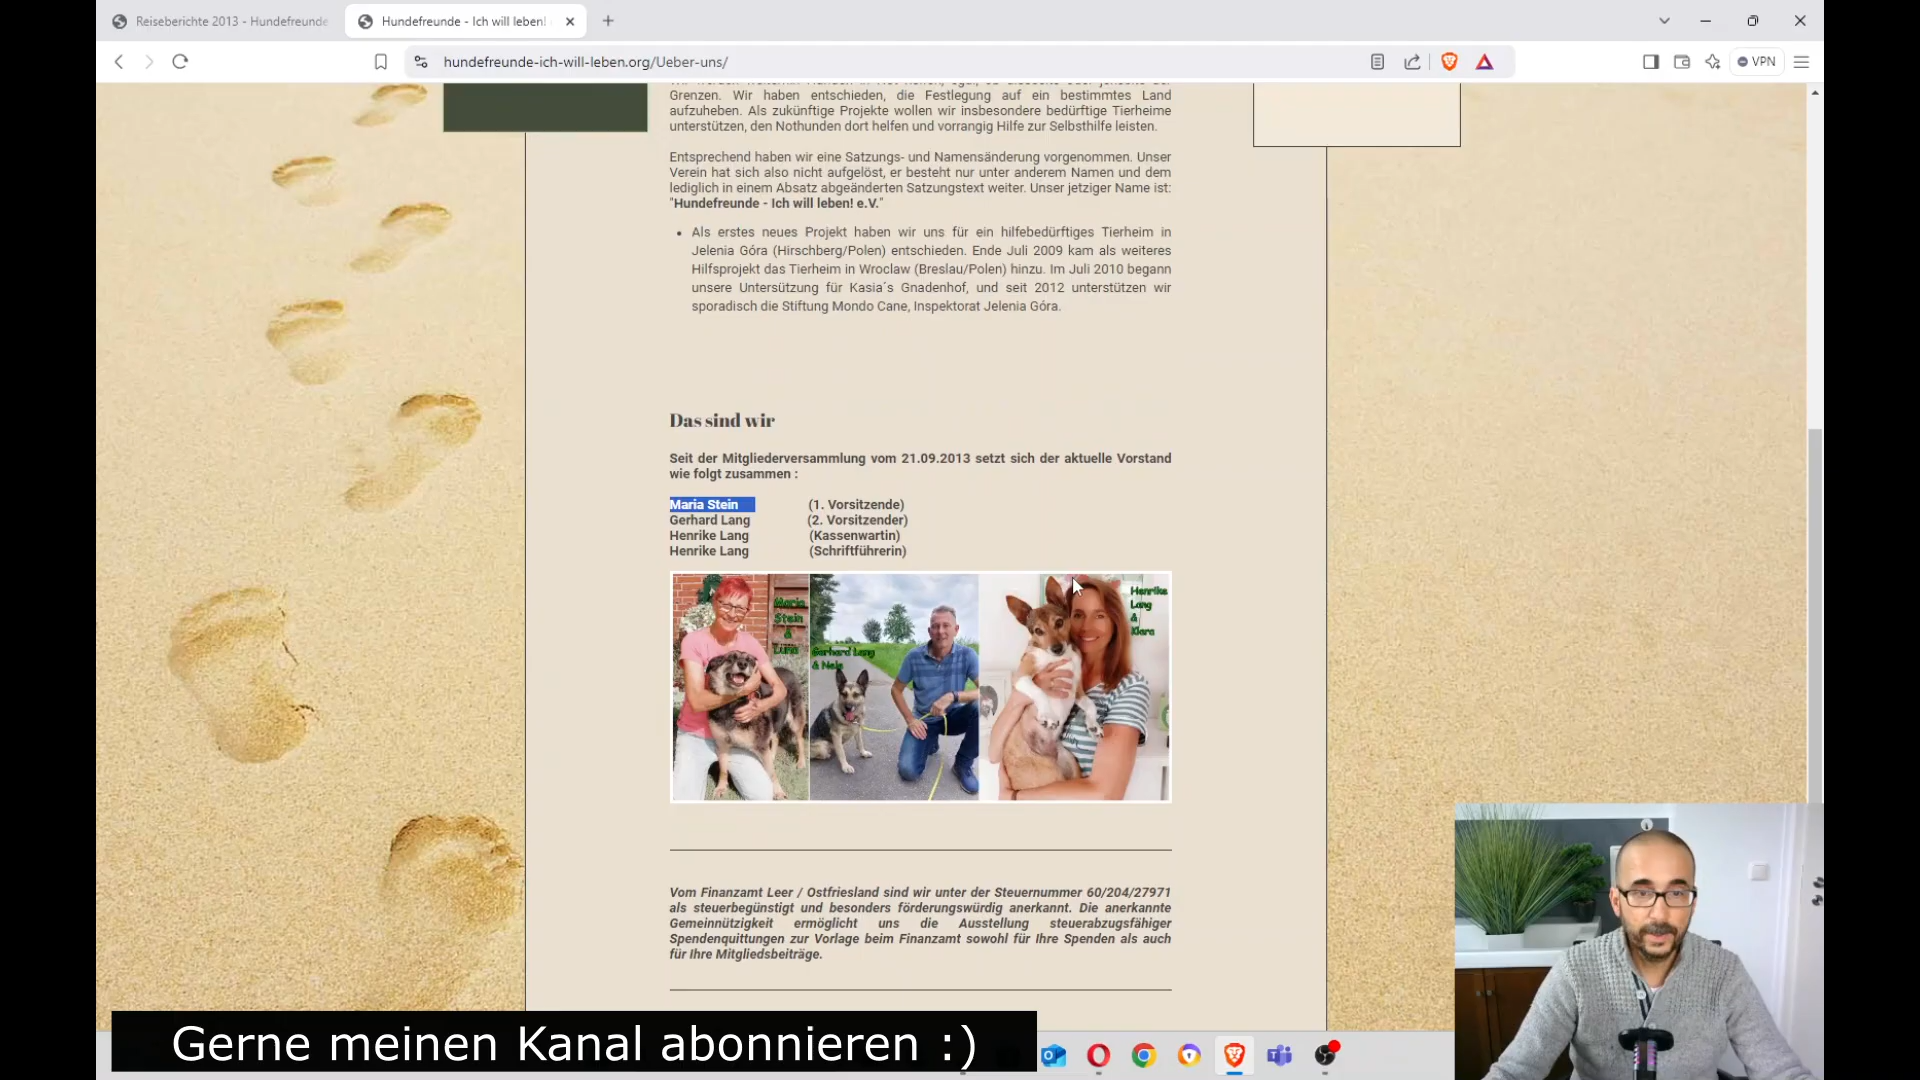 Reiseberichte 2013 - Hundefreunde
Hundefreunde - Ich will leben!
hundefreunde-ich-will-leben.org/Ueber-uns/
VPN
Grenzen. Wir haben entschieden, die Festlegung auf ein bestimmtes Land
aufzuheben. Als zukünftige Projekte wollen wir insbesondere bedürftige Tierheime
unterstützen, den Nothunden dort helfen und vorrangig Hilfe zur Selbsthilfe leisten.
Entsprechend haben wir eine Satzungs- und Namensänderung vorgenommen. Unser
Verein hat sich also nicht aufgelöst, er besteht nur unter anderem Namen und dem
lediglich in einem Absatz abgeänderten Satzungstext weiter. Unser jetziger Name ist:
"Hundefreunde - Ich will leben! e.V."
• Als erstes neues Projekt haben wir uns für ein hilfebedürftiges Tierheim in
Jelenia Góra (Hirschberg/Polen) entschieden. Ende Juli 2009 kam als weiteres
Hilfsprojekt das Tierheim in Wroclaw (Breslau/Polen) hinzu. Im Juli 2010 begann
unsere Untersützung für Kasia´s Gnadenhof, und seit 2012 unterstützen wir
sporadisch die Stiftung Mondo Cane, Inspektorat Jelenia Góra.
Das sind wir
Seit der Mitgliederversammlung vom 21.09.2013 setzt sich der aktuelle Vorstand
wie folgt zusammen :
Maria Stein (1. Vorsitzende)
Gerhard Lang (2. Vorsitzender)
Henrike Lang (Kassenwartin)
Henrike Lang (Schriftführerin)
Maria
Stein
&
Luna
Gerhard Lang
& Nele
Henrike
Lang
&
Klara
Vom Finanzamt Leer / Ostfriesland sind wir unter der Steuernummer 60/204/27971
als steuerbegünstigt und besonders förderungswürdig anerkannt. Die anerkannte
Gemeinnützigkeit ermöglicht uns die Ausstellung steuerabzugsfähiger
Spendenquittungen zur Vorlage beim Finanzamt sowohl für Ihre Spenden als auch
für Ihre Mitgliedsbeiträge.
Gerne meinen Kanal abonnieren :)